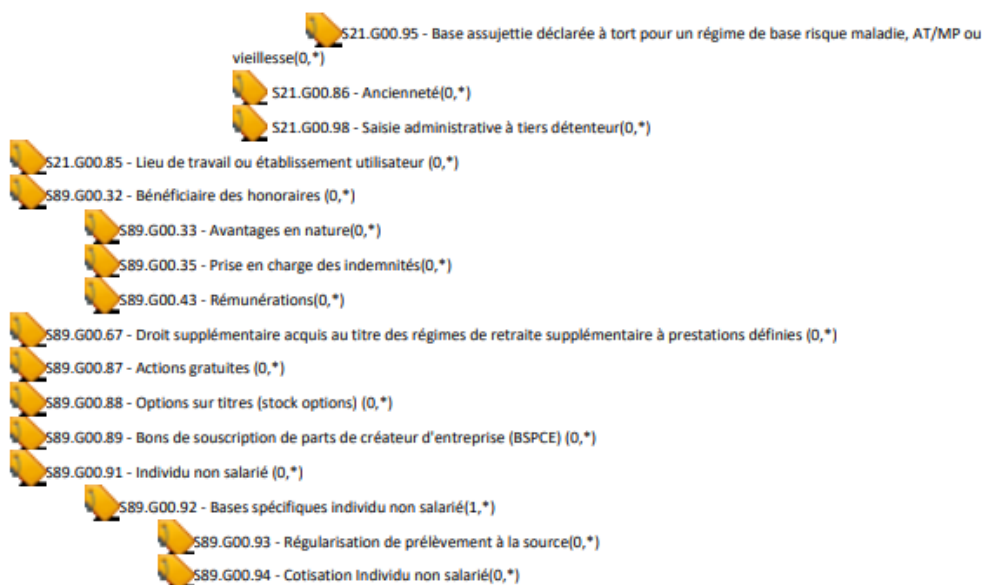 S21.G00.95 - Base assujettie déclarée à tort pour un régime de base risque maladie, AT/MP ou
vieillesse(0,*)
S21.G00.86 - Ancienneté(0,*)
S21.G00.98 - Saisie administrative à tiers détenteur(0,*)
S21.G00.85 - Lieu de travail ou établissement utilisateur (0,*)
S89.G00.32 - Bénéficiaire des honoraires (0,*)
S89.G00.33 - Avantages en nature(0,*)
S89.G00.35 - Prise en charge des indemnités(0,*)
S89.G00.43 - Rémunérations(0,*)
S89.G00.67 - Droit supplémentaire acquis au titre des régimes de retraite supplémentaire à prestations définies (0,*)
S89.G00.87 - Actions gratuites (0,*)
S89.G00.88 - Options sur titres (stock options) (0,*)
S89.G00.89 - Bons de souscription de parts de créateur d'entreprise (BSPCE) (0,*)
S89.G00.91 - Individu non salarié (0,*)
S89.G00.92 - Bases spécifiques individu non salarié(1,*)
S89.G00.93 - Régularisation de prélèvement à la source(0,*)
S89.G00.94 - Cotisation Individu non salarié(0,*)